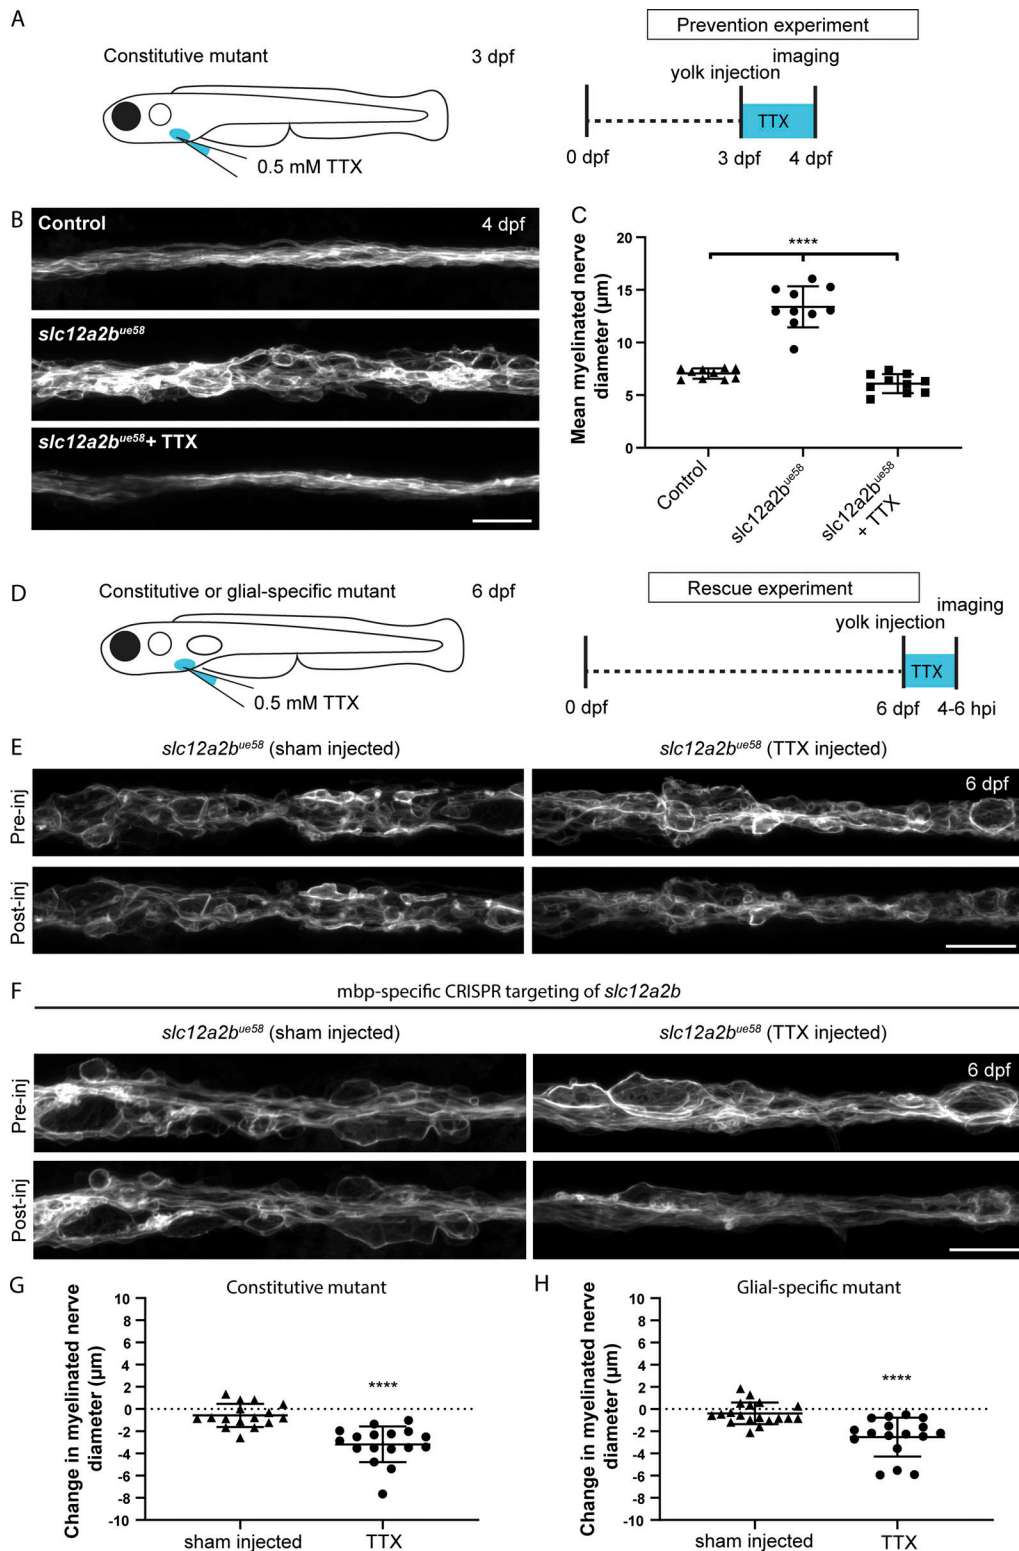 A
Constitutive mutant 3 dpf
0.5 mM TTX
Prevention experiment
imaging
yolk injection
TTX
0 dpf 3 dpf 4 dpf
B
Control 4 dpf
slc12a2b^ue58
slc12a2b^ue58 + TTX
C
Mean myelinated nerve
diameter (µm)
20
15
10
5
0
****
Control
slc12a2b^ue58
slc12a2b^ue58
+ TTX
D
Constitutive or glial-specific mutant 6 dpf
0.5 mM TTX
Rescue experiment
imaging
yolk injection
TTX
0 dpf 6 dpf 4-6 hpi
E
slc12a2b^ue58 (sham injected) slc12a2b^ue58 (TTX injected)
Pre-inj
6 dpf
Post-inj
F
mbp-specific CRISPR targeting of slc12a2b
slc12a2b^ue58 (sham injected) slc12a2b^ue58 (TTX injected)
Pre-inj
6 dpf
Post-inj
G
Constitutive mutant
Change in myelinated nerve
diameter (µm)
10
8
6
4
2
0
-2
-4
-6
-8
-10
****
sham injected TTX
H
Glial-specific mutant
Change in myelinated nerve
diameter (µm)
10
8
6
4
2
0
-2
-4
-6
-8
-10
****
sham injected TTX